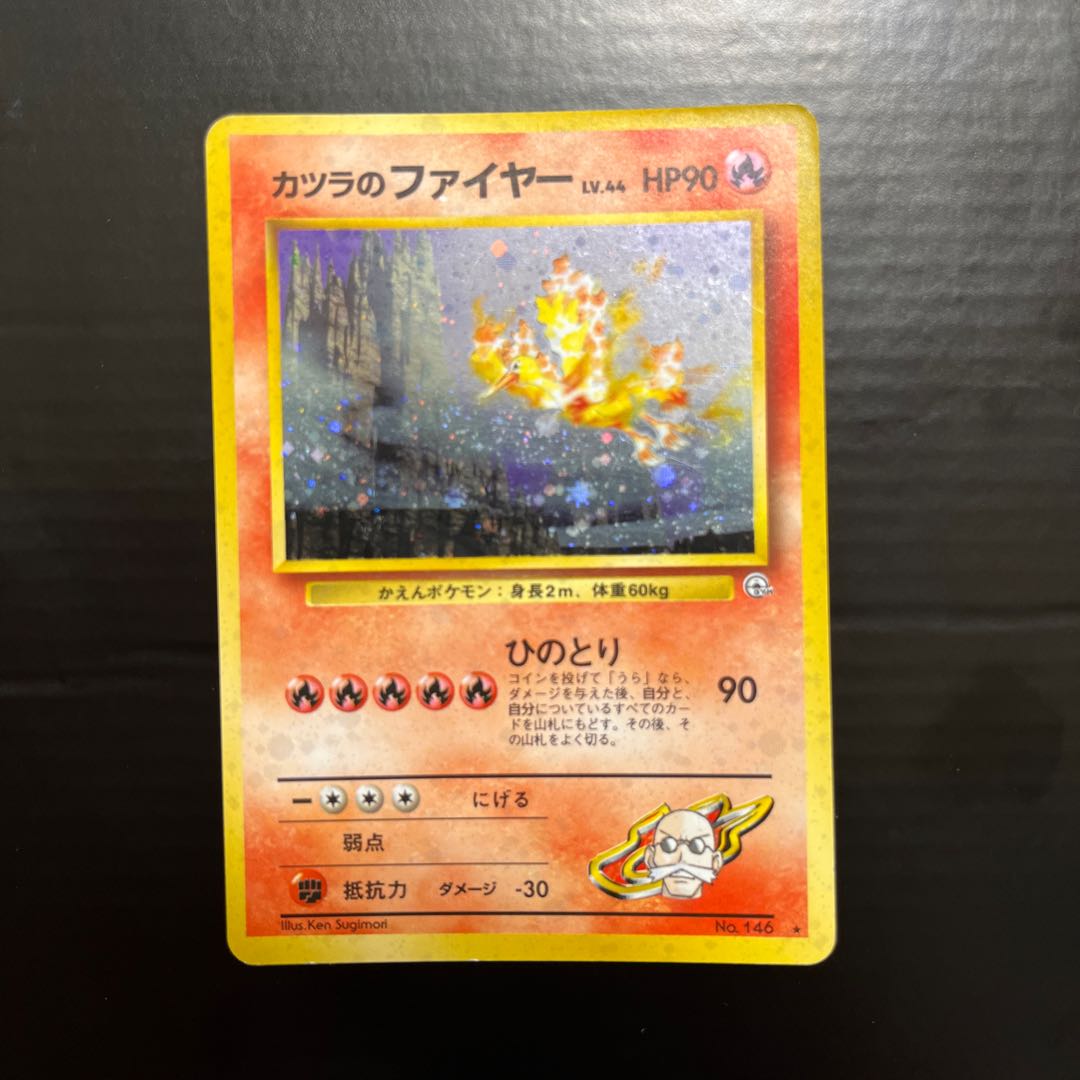 カツラのファイヤー LV.44 HP90
かえんポケモン：身長2m、体重60kg
GYM
ひのとり
コインを投げて「うら」なら、
ダメージを与えた後、自分と、
自分についているすべてのカー
ドを山札にもどす。その後、そ
の山札をよく切る。
90
にげる
弱点
抵抗力 ダメージ -30
Illus.Ken Sugimori
No. 146 ★